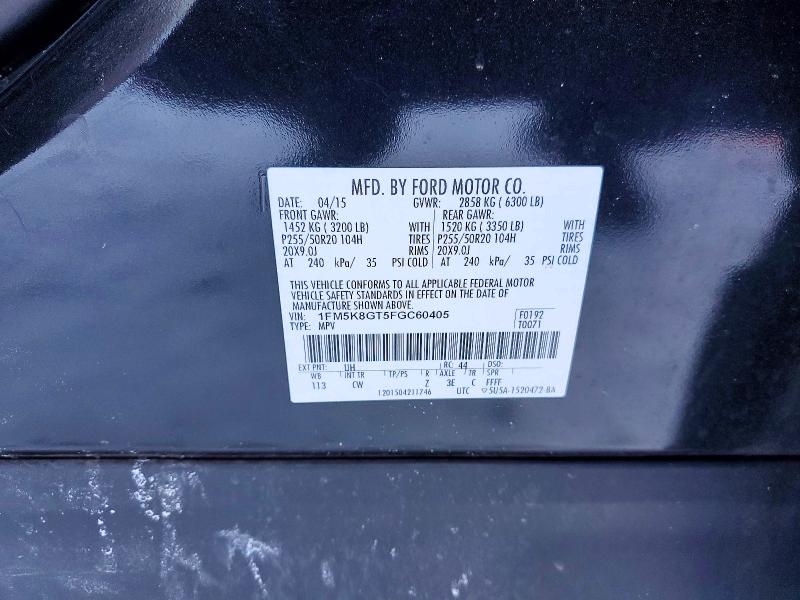 MFD. BY FORD MOTOR CO.
DATE: 04/15 GVWR: 2858 KG ( 6300 LB)
FRONT GAWR: REAR GAWR:
1452 KG ( 3200 LB) WITH 1520 KG ( 3350 LB) WITH
P255/50R20 104H TIRES P255/50R20 104H TIRES
20X9.0J RIMS 20X9.0J RIMS
AT 240 kPa/ 35 PSI COLD AT 240 kPa/ 35 PSI COLD
THIS VEHICLE CONFORMS TO ALL APPLICABLE FEDERAL MOTOR
VEHICLE SAFETY STANDARDS IN EFFECT ON THE DATE OF
MANUFACTURE SHOWN ABOVE.
VIN: 1FM5K8GT5FGC60405 F0192
TYPE: MPV T0071
EXT PNT: UH RC: 44 DSO:
WB INT TR TP/PS R AXLE TR SPR
113 CW Z 3E C FFFF
1201504211746 UTC 5U5A-1520472-BA